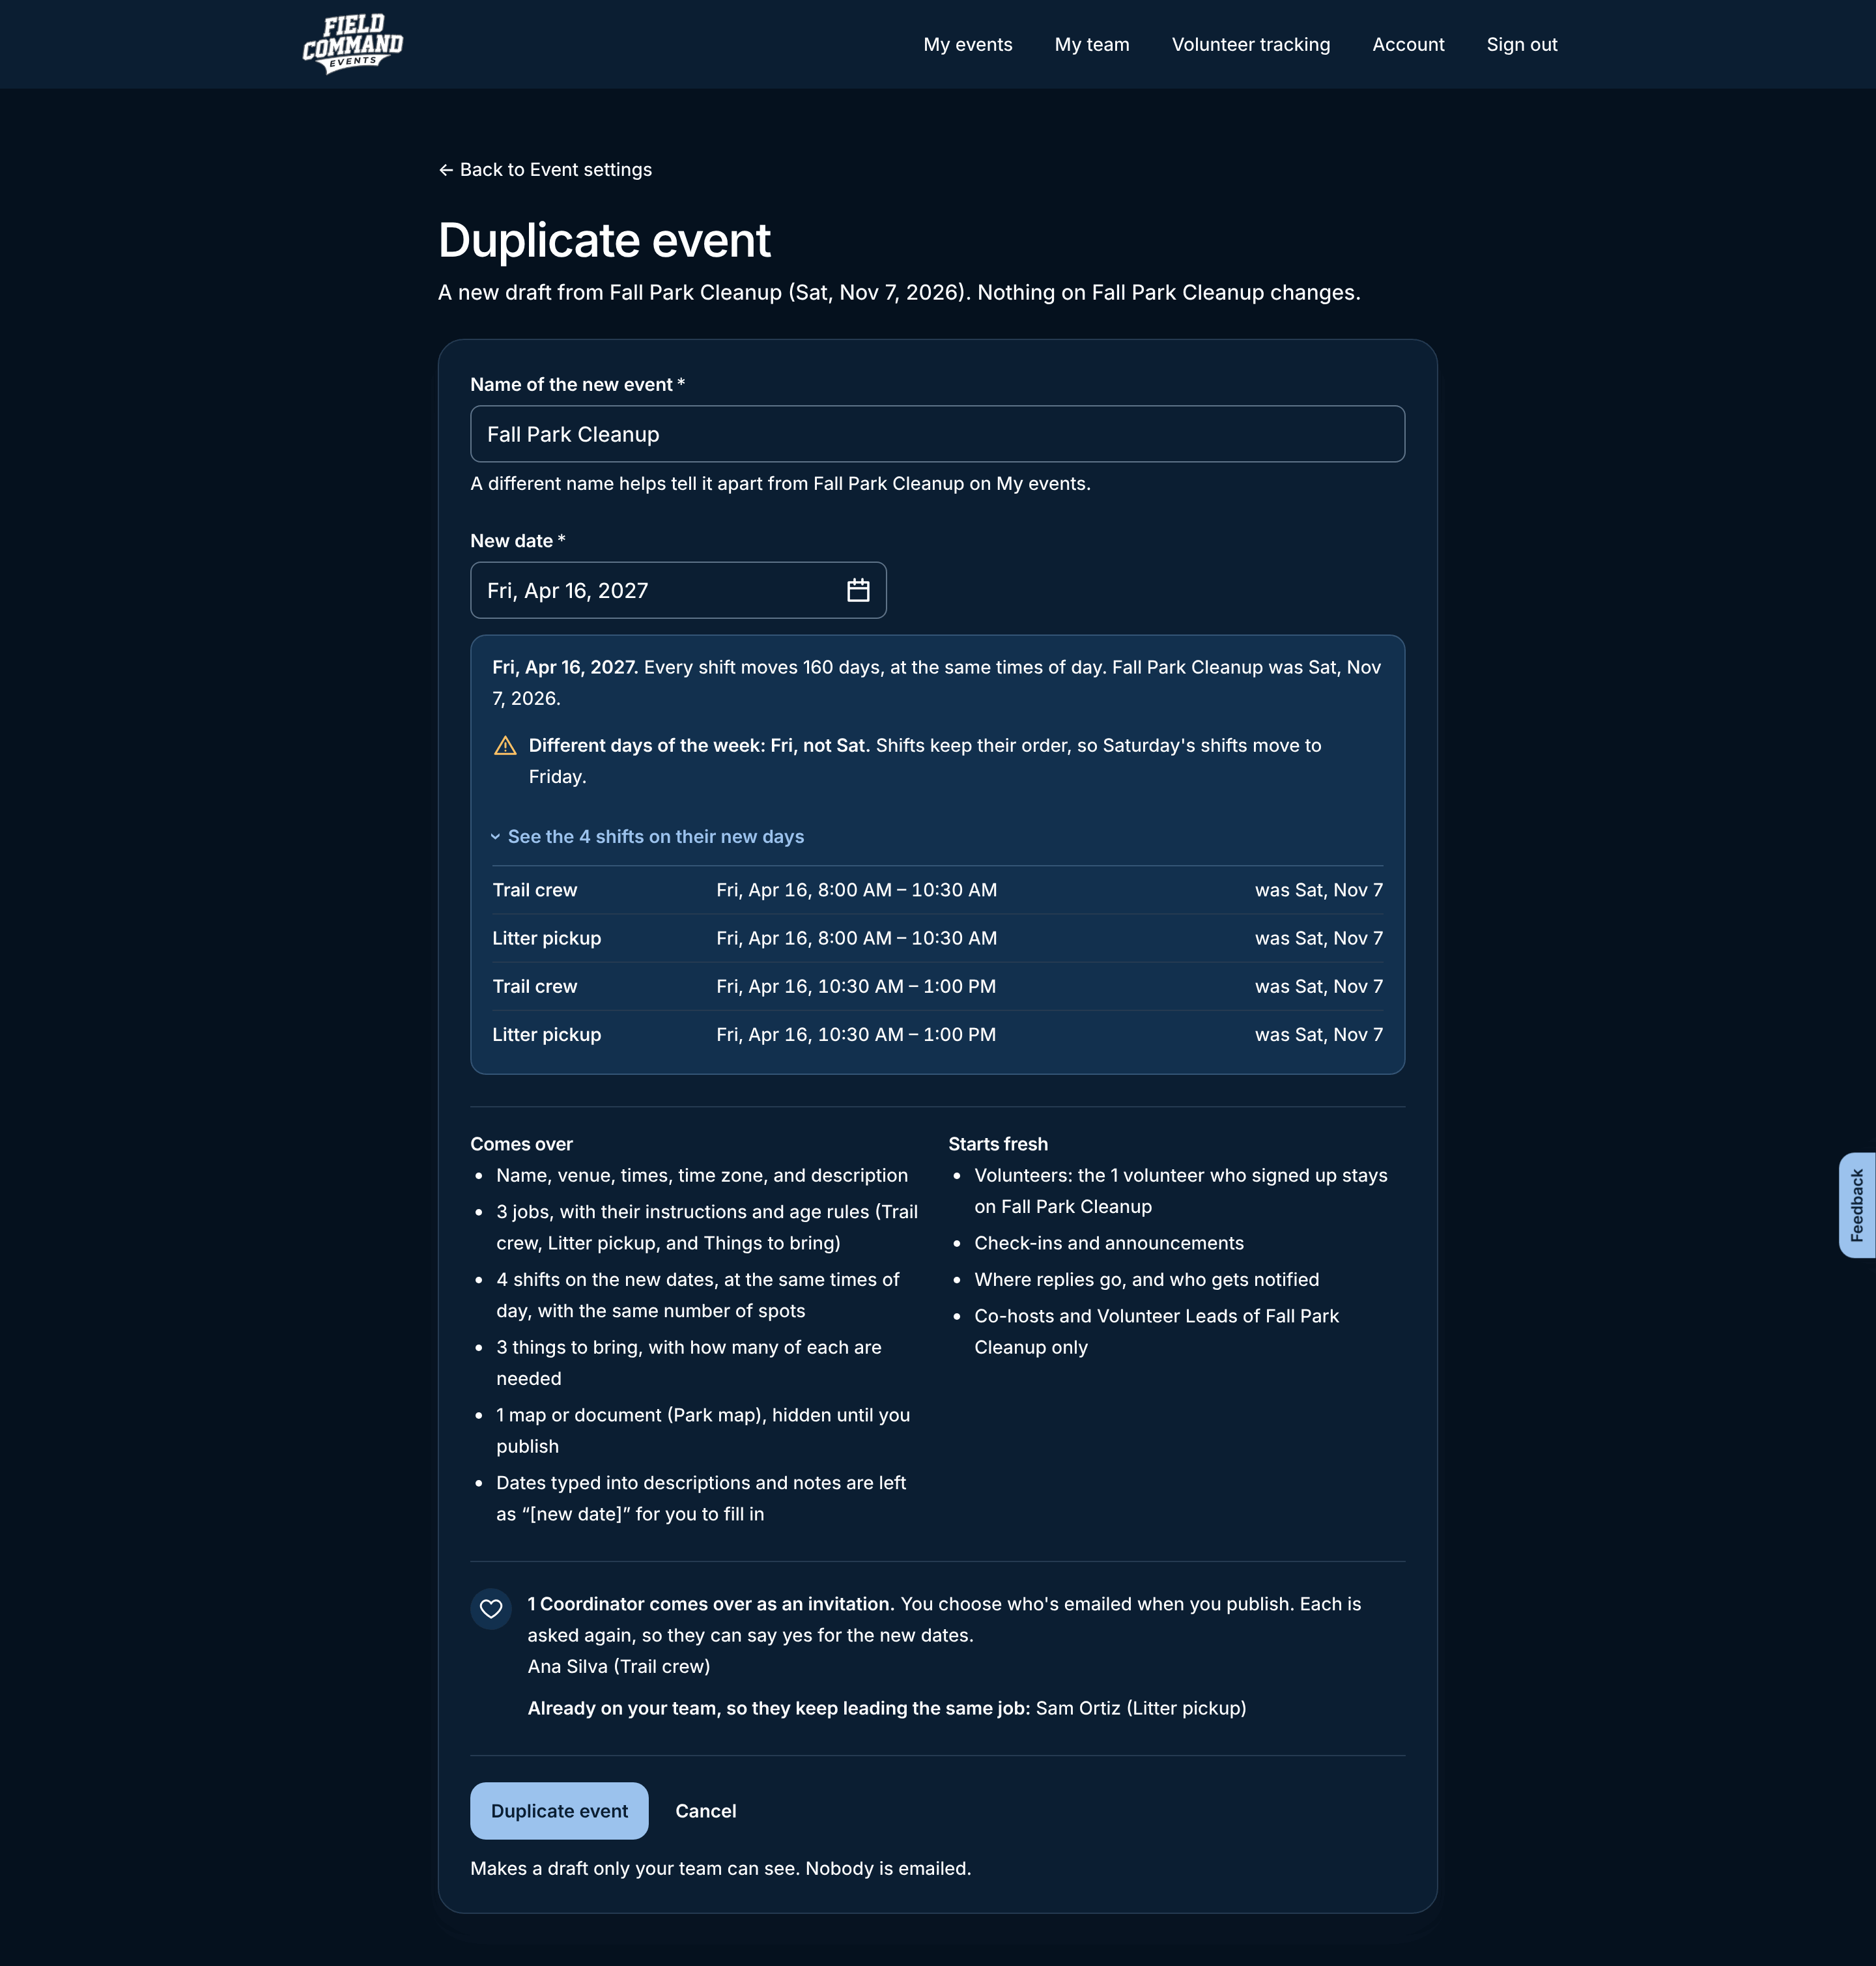 FIELD
COMMAND
EVENTS
My events
My team
Volunteer tracking
Account
Sign out
← Back to Event settings
Duplicate event
A new draft from Fall Park Cleanup (Sat, Nov 7, 2026). Nothing on Fall Park Cleanup changes.
Name of the new event *
Fall Park Cleanup
A different name helps tell it apart from Fall Park Cleanup on My events.
New date *
Fri, Apr 16, 2027
Fri, Apr 16, 2027. Every shift moves 160 days, at the same times of day. Fall Park Cleanup was Sat, Nov
7, 2026.
Different days of the week: Fri, not Sat. Shifts keep their order, so Saturday's shifts move to
Friday.
See the 4 shifts on their new days
Trail crew Fri, Apr 16, 8:00 AM – 10:30 AM was Sat, Nov 7
Litter pickup Fri, Apr 16, 8:00 AM – 10:30 AM was Sat, Nov 7
Trail crew Fri, Apr 16, 10:30 AM – 1:00 PM was Sat, Nov 7
Litter pickup Fri, Apr 16, 10:30 AM – 1:00 PM was Sat, Nov 7
Comes over
• Name, venue, times, time zone, and description
• 3 jobs, with their instructions and age rules (Trail
crew, Litter pickup, and Things to bring)
• 4 shifts on the new dates, at the same times of
day, with the same number of spots
• 3 things to bring, with how many of each are
needed
• 1 map or document (Park map), hidden until you
publish
• Dates typed into descriptions and notes are left
as “[new date]” for you to fill in
Starts fresh
• Volunteers: the 1 volunteer who signed up stays
on Fall Park Cleanup
• Check-ins and announcements
• Where replies go, and who gets notified
• Co-hosts and Volunteer Leads of Fall Park
Cleanup only
Feedback
1 Coordinator comes over as an invitation. You choose who's emailed when you publish. Each is
asked again, so they can say yes for the new dates.
Ana Silva (Trail crew)
Already on your team, so they keep leading the same job: Sam Ortiz (Litter pickup)
Duplicate event
Cancel
Makes a draft only your team can see. Nobody is emailed.